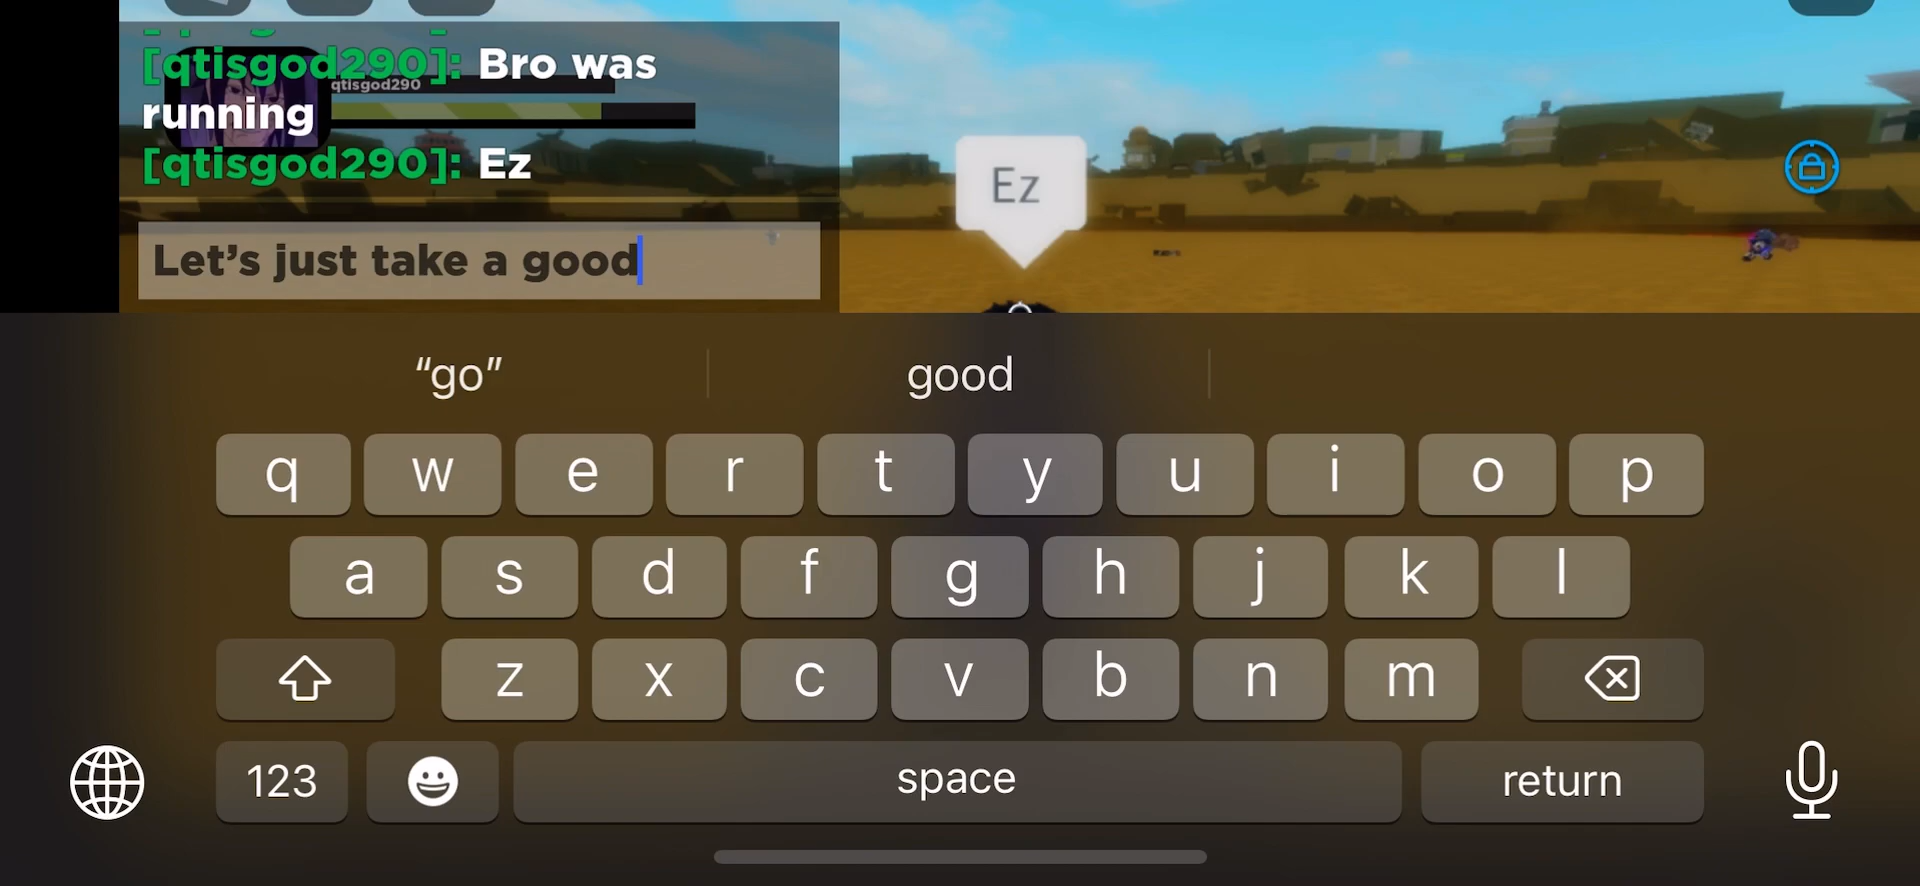 [qtisgod290]: Bro was
qtisgod290
running
[qtisgod290]: Ez
Ez
Let’s just take a good
“go”
good
q w e r t y u i o p
a s d f g h j k l
z x c v b n m
123
space
return